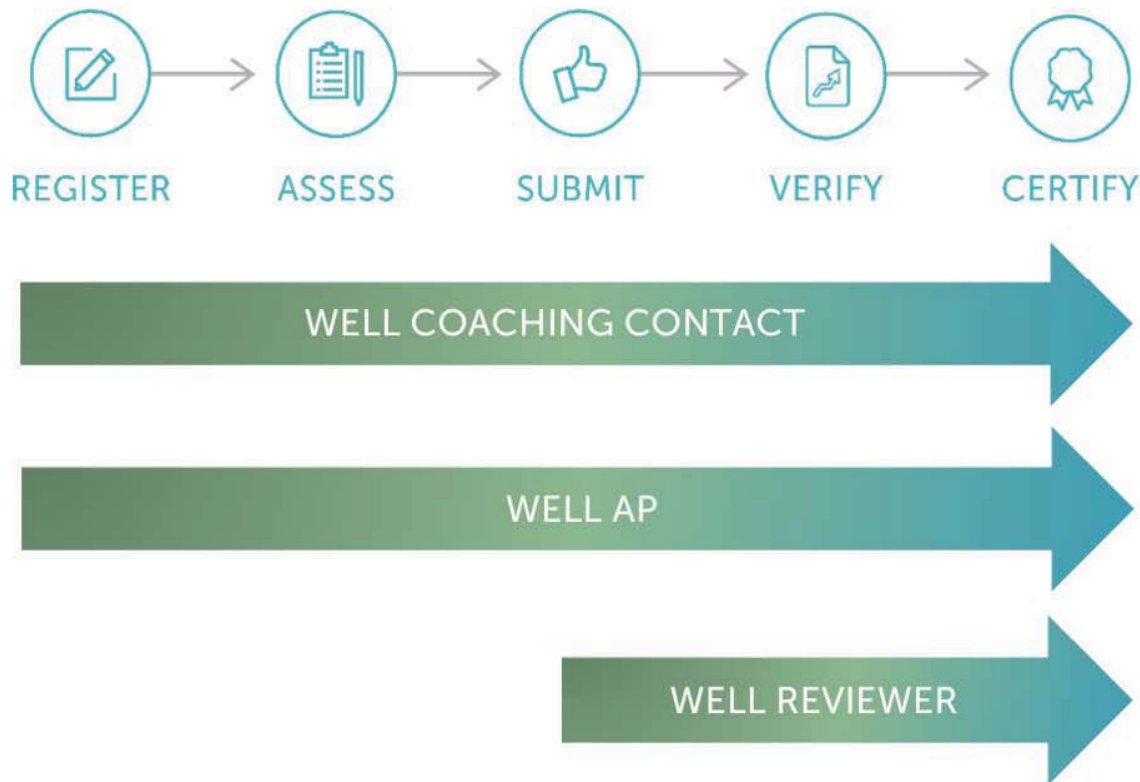 REGISTER ASSESS SUBMIT VERIFY CERTIFY
WELL COACHING CONTACT
WELL AP
WELL REVIEWER